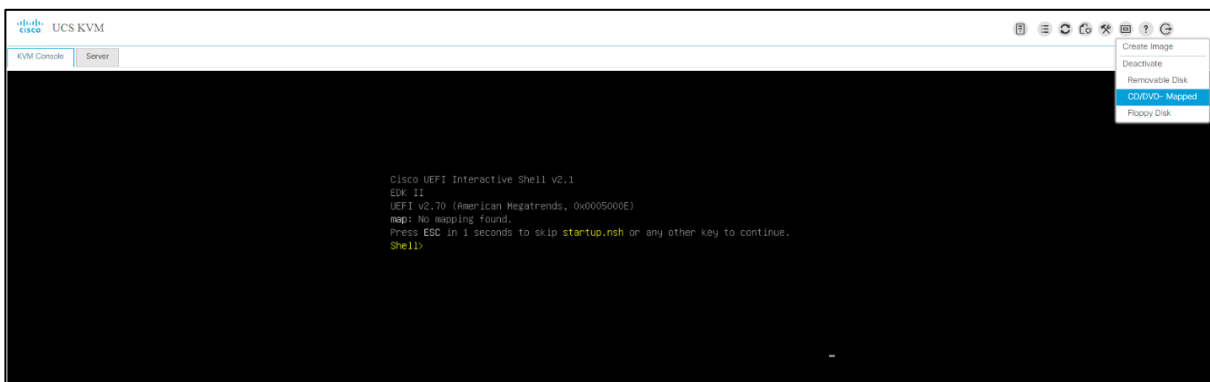 cisco UCS KVM
?
KVM Console Server
Create Image
Deactivate
Removable Disk
CD/DVD- Mapped
Floppy Disk
Cisco UEFI Interactive Shell v2.1
EDK II
UEFI v2.70 (American Megatrends, 0x0005000E)
map: No mapping found.
Press ESC in 1 seconds to skip startup.nsh or any other key to continue.
Shell>